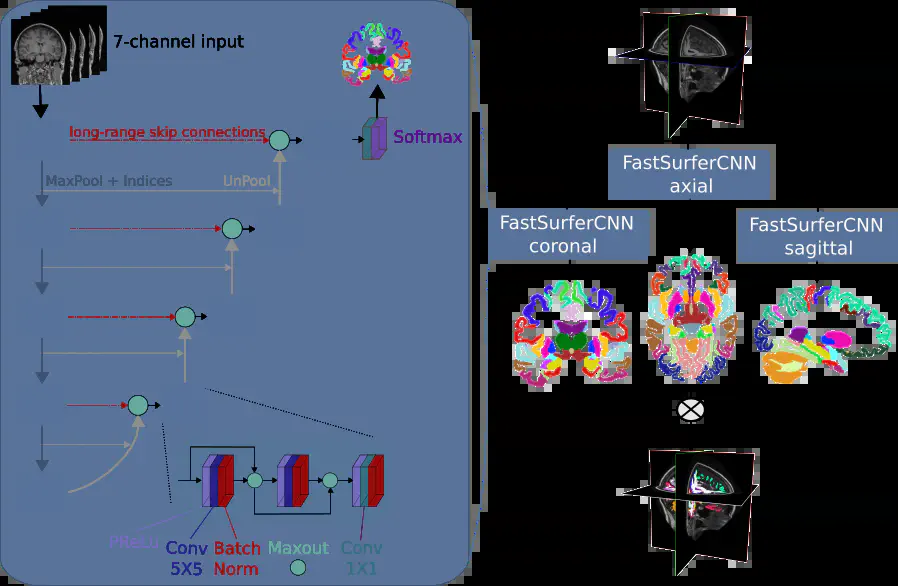 7-channel input
long-range skip connections
Softmax
MaxPool + Indices
UnPool
PReLu
Conv
5X5
Batch
Norm
Maxout
Conv
1X1
FastSurferCNN
axial
FastSurferCNN
coronal
FastSurferCNN
sagittal